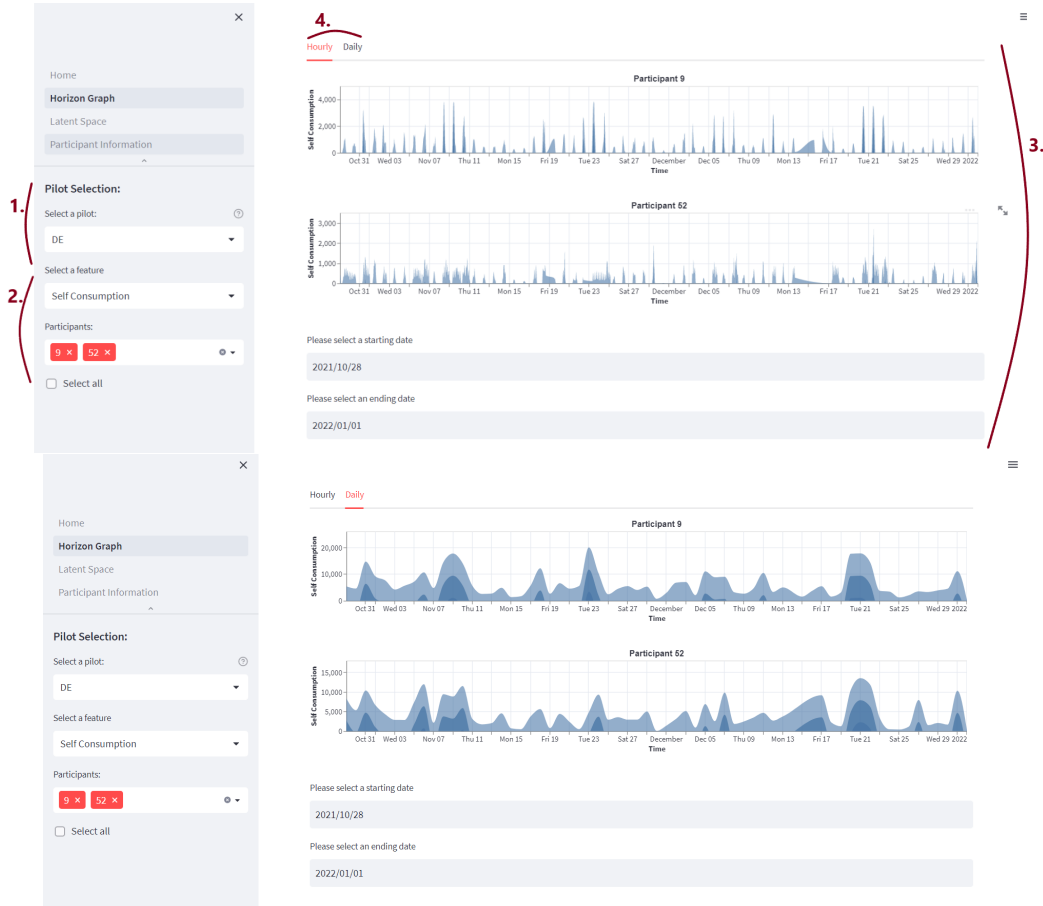 4.
Hourly Daily
Home
Horizon Graph
Latent Space
Participant Information
1.
Pilot Selection:
Select a pilot:
DE
2.
Select a feature
Self Consumption
Participants:
9 × 52 ×
Select all
Participant 9
Self Consumption
4,000
2,000
0
Oct 31 Wed 03 Nov 07 Thu 11 Mon 15 Fri 19 Tue 23 Sat 27 December Dec 05 Thu 09 Mon 13 Fri 17 Tue 21 Sat 25 Wed 29 2022
Time
3.
Participant 52
Self Consumption
3,000
2,000
1,000
0
Oct 31 Wed 03 Nov 07 Thu 11 Mon 15 Fri 19 Tue 23 Sat 27 December Dec 05 Thu 09 Mon 13 Fri 17 Tue 21 Sat 25 Wed 29 2022
Time
Please select a starting date
2021/10/28
Please select an ending date
2022/01/01
Hourly Daily
Home
Horizon Graph
Latent Space
Participant Information
Pilot Selection:
Select a pilot:
DE
Select a feature
Self Consumption
Participants:
9 × 52 ×
Select all
Participant 9
Self Consumption
20,000
10,000
0
Oct 31 Wed 03 Nov 07 Thu 11 Mon 15 Fri 19 Tue 23 Sat 27 December Dec 05 Thu 09 Mon 13 Fri 17 Tue 21 Sat 25 Wed 29 2022
Time
Participant 52
Self Consumption
15,000
10,000
5,000
0
Oct 31 Wed 03 Nov 07 Thu 11 Mon 15 Fri 19 Tue 23 Sat 27 December Dec 05 Thu 09 Mon 13 Fri 17 Tue 21 Sat 25 Wed 29 2022
Time
Please select a starting date
2021/10/28
Please select an ending date
2022/01/01